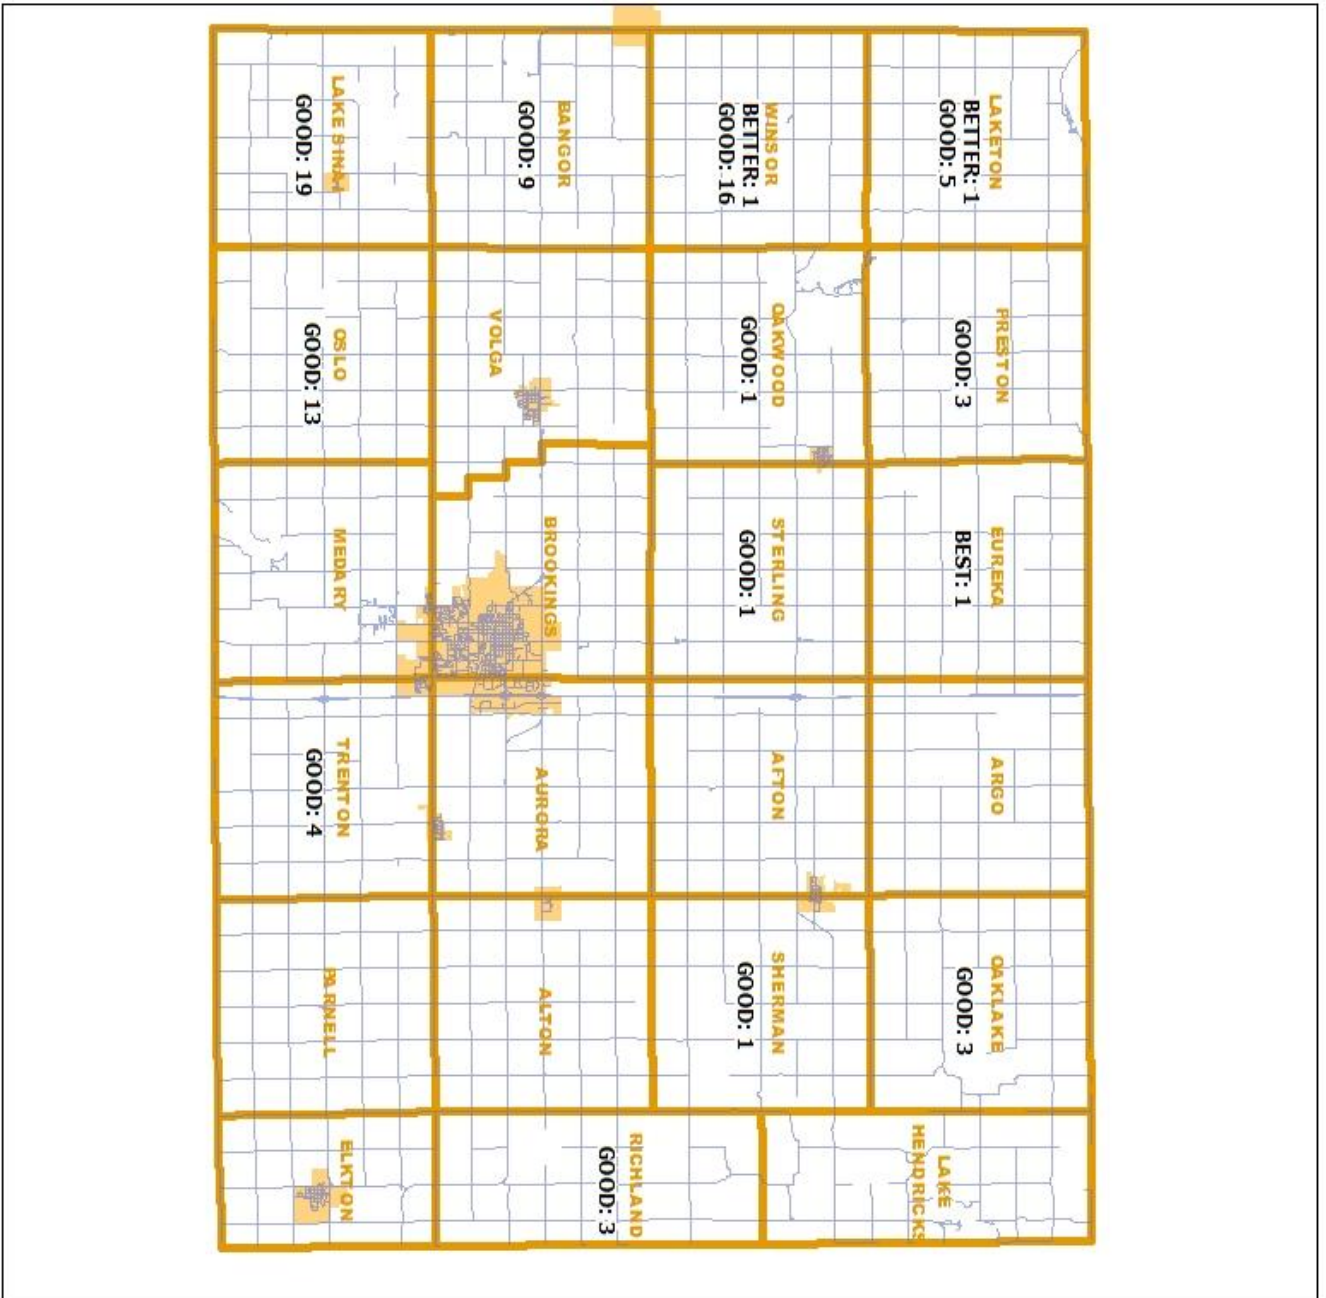 LAKETON
BETTER: 1
GOOD: 5
PRESTON
GOOD: 3
EUREKA
BEST: 1
ARGO
OAKLAKE
GOOD: 3
LAKE
HENDRICKS
WINSOR
BETTER: 1
GOOD: 16
OAKWOOD
GOOD: 1
STERLING
GOOD: 1
AFTON
SHERMAN
GOOD: 1
BANGOR
GOOD: 9
VOLGA
BROOKINGS
AURORA
ALTON
RICHLAND
GOOD: 3
LAKE SINAI
GOOD: 19
OSLO
GOOD: 13
MEDARY
TRENTON
GOOD: 4
PARNELL
ELKTON